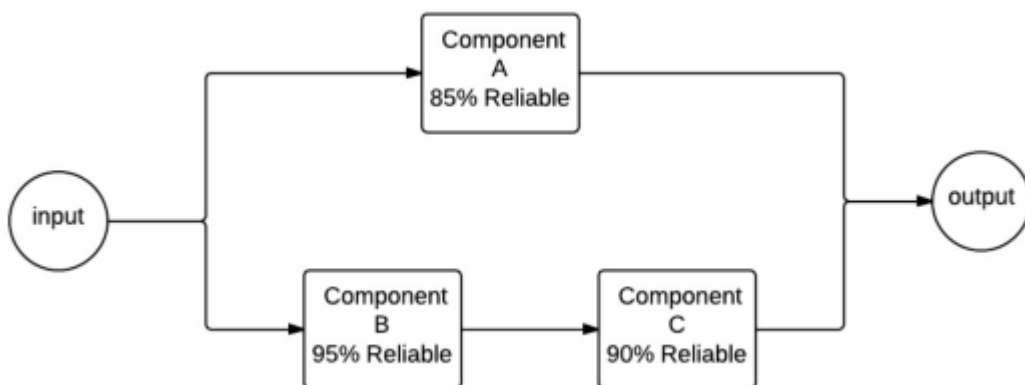 Component
A
85% Reliable
input
output
Component
B
95% Reliable
Component
C
90% Reliable